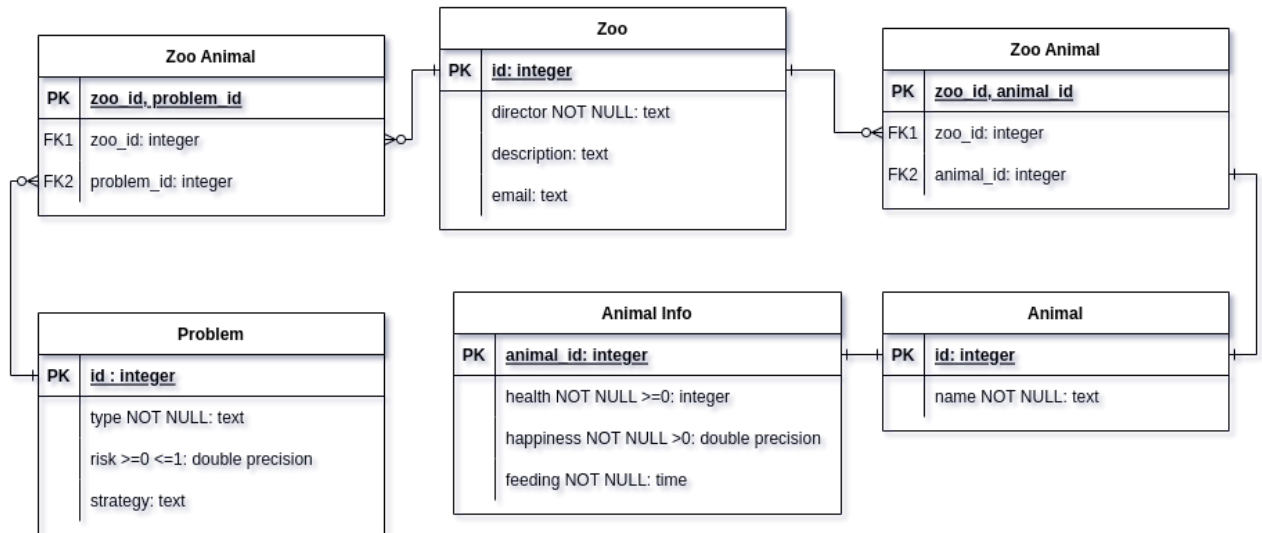 Zoo Animal
PK zoo_id, problem_id
FK1 zoo_id: integer
FK2 problem_id: integer
Zoo
PK id: integer
director NOT NULL: text
description: text
email: text
Zoo Animal
PK zoo_id, animal_id
FK1 zoo_id: integer
FK2 animal_id: integer
Problem
PK id : integer
type NOT NULL: text
risk >=0 <=1: double precision
strategy: text
Animal Info
PK animal_id: integer
health NOT NULL >=0: integer
happiness NOT NULL >0: double precision
feeding NOT NULL: time
Animal
PK id: integer
name NOT NULL: text